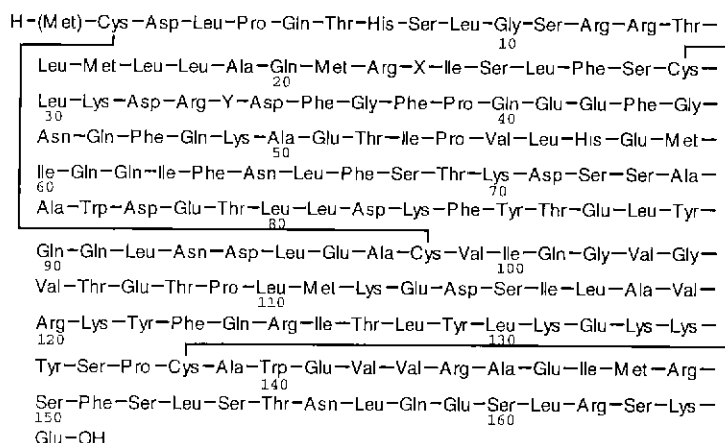 H-(Met)-Cys-Asp-Leu-Pro-Gln-Thr-His-Ser-Leu-Gly-Ser-Arg-Arg-Thr-
10
Leu-Met-Leu-Leu-Ala-Gln-Met-Arg-X-Ile-Ser-Leu-Phe-Ser-Cys-
20
Leu-Lys-Asp-Arg-Y-Asp-Phe-Gly-Phe-Pro-Gln-Glu-Glu-Phe-Gly-
30 40
Asn-Gln-Phe-Gln-Lys-Ala-Glu-Thr-Ile-Pro-Val-Leu-His-Glu-Met-
50
Ile-Gln-Gln-Ile-Phe-Asn-Leu-Phe-Ser-Thr-Lys-Asp-Ser-Ser-Ala-
60 70
Ala-Trp-Asp-Glu-Thr-Leu-Leu-Asp-Lys-Phe-Tyr-Thr-Glu-Leu-Tyr-
80
Gln-Gln-Leu-Asn-Asp-Leu-Glu-Ala-Cys-Val-Ile-Gln-Gly-Val-Gly-
90 100
Val-Thr-Glu-Thr-Pro-Leu-Met-Lys-Glu-Asp-Ser-Ile-Leu-Ala-Val-
110
Arg-Lys-Tyr-Phe-Gln-Arg-Ile-Thr-Leu-Tyr-Leu-Lys-Glu-Lys-Lys-
120 130
Tyr-Ser-Pro-Cys-Ala-Trp-Glu-Val-Val-Arg-Ala-Glu-Ile-Met-Arg-
140
Ser-Phe-Ser-Leu-Ser-Thr-Asn-Leu-Gln-Glu-Ser-Leu-Arg-Ser-Lys-
150 160
Glu-OH